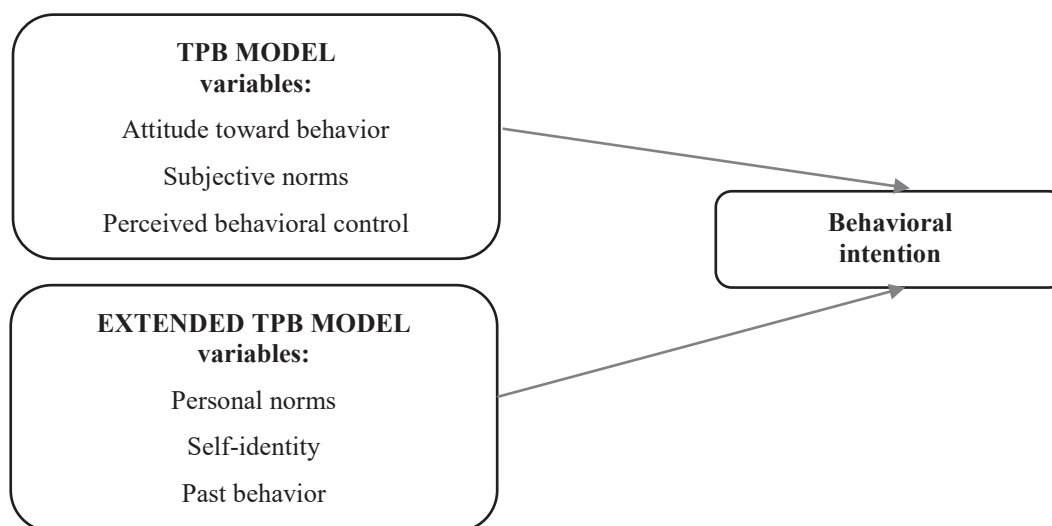 TPB MODEL
variables:
Attitude toward behavior
Subjective norms
Perceived behavioral control
Behavioral
intention
EXTENDED TPB MODEL
variables:
Personal norms
Self-identity
Past behavior